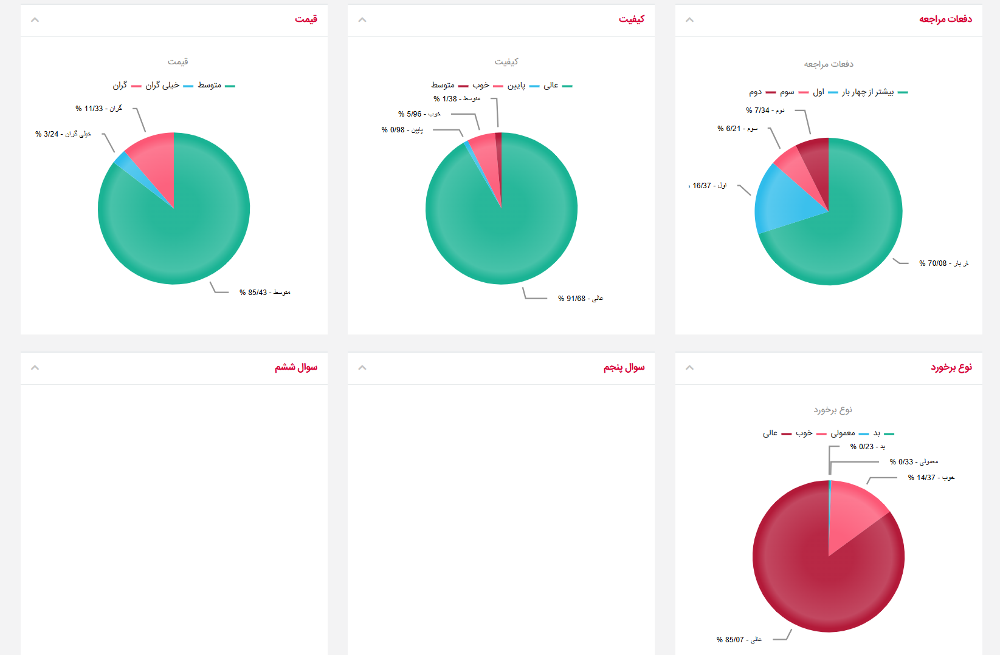 دفعات مراجعه
دفعات مراجعه
بیشتر از چهار بار اول سوم دوم
دوم - 7/34 %
سوم - 6/21 %
اول - 16/37
بار - 70/08 %
کیفیت
کیفیت
عالی پایین خوب متوسط
متوسط - 1/38 %
خوب - 5/96 %
پایین - 0/98 %
عالی - 91/68 %
قیمت
قیمت
متوسط خیلی گران گران
گران - 11/33 %
خیلی گران - 3/24 %
متوسط - 85/43 %
نوع برخورد
نوع برخورد
بد معمولی خوب عالی
بد - 0/23 %
معمولی - 0/33 %
خوب - 14/37 %
عالی - 85/07 %
سوال پنجم
سوال ششم